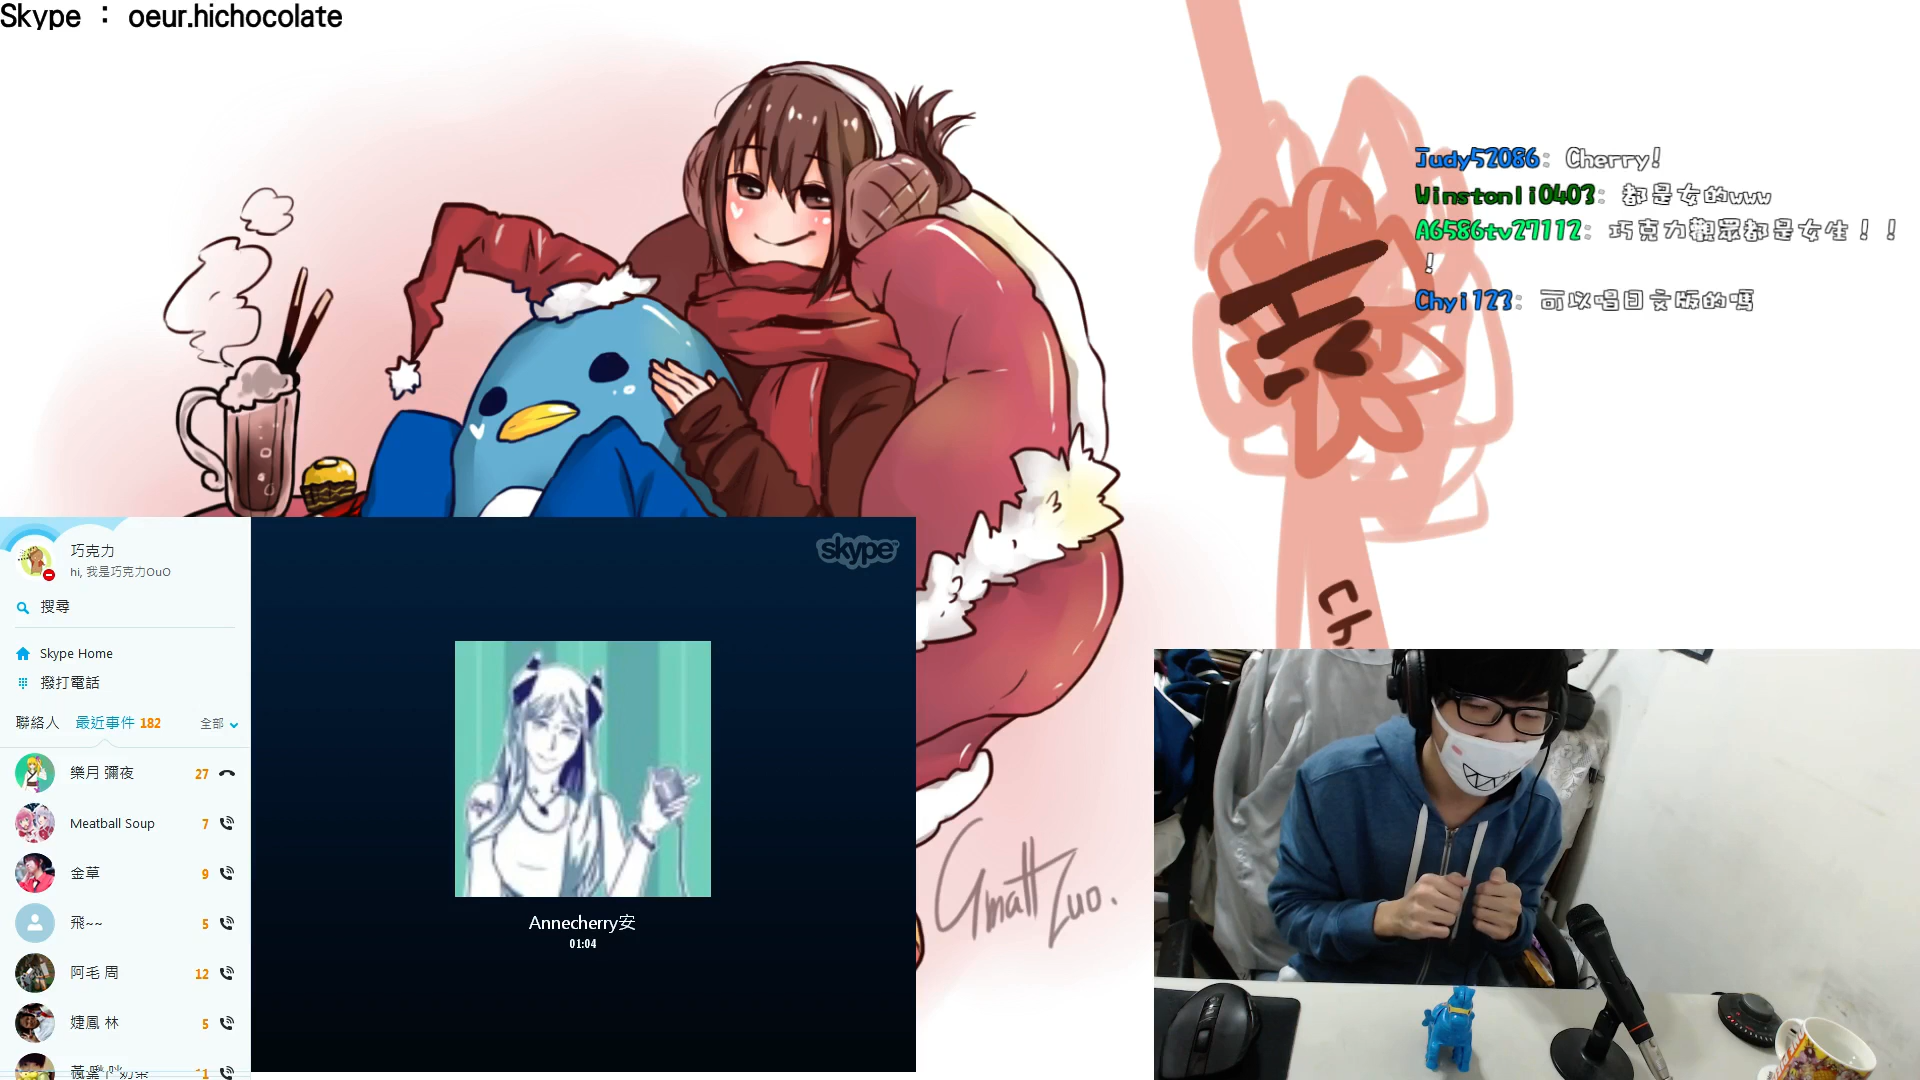 Skype : oeur.hichocolate
Judy52086: Cherry!
Winstonli0403: 都是女的www
A6586tv27112: 巧克力觀眾都是女生！！
！
Chyi123: 可以唱日文版的嗎
Ch
巧克力
hi, 我是巧克力OuO
搜尋
Skype Home
撥打電話
聯絡人 最近事件 182 全部
樂月 彌夜 27
Meatball Soup 7
金草 9
飛~~ 5
阿毛 周 12
婕鳳 林 5
skype
Annecherry安
01:04
Gmatt Zuo.